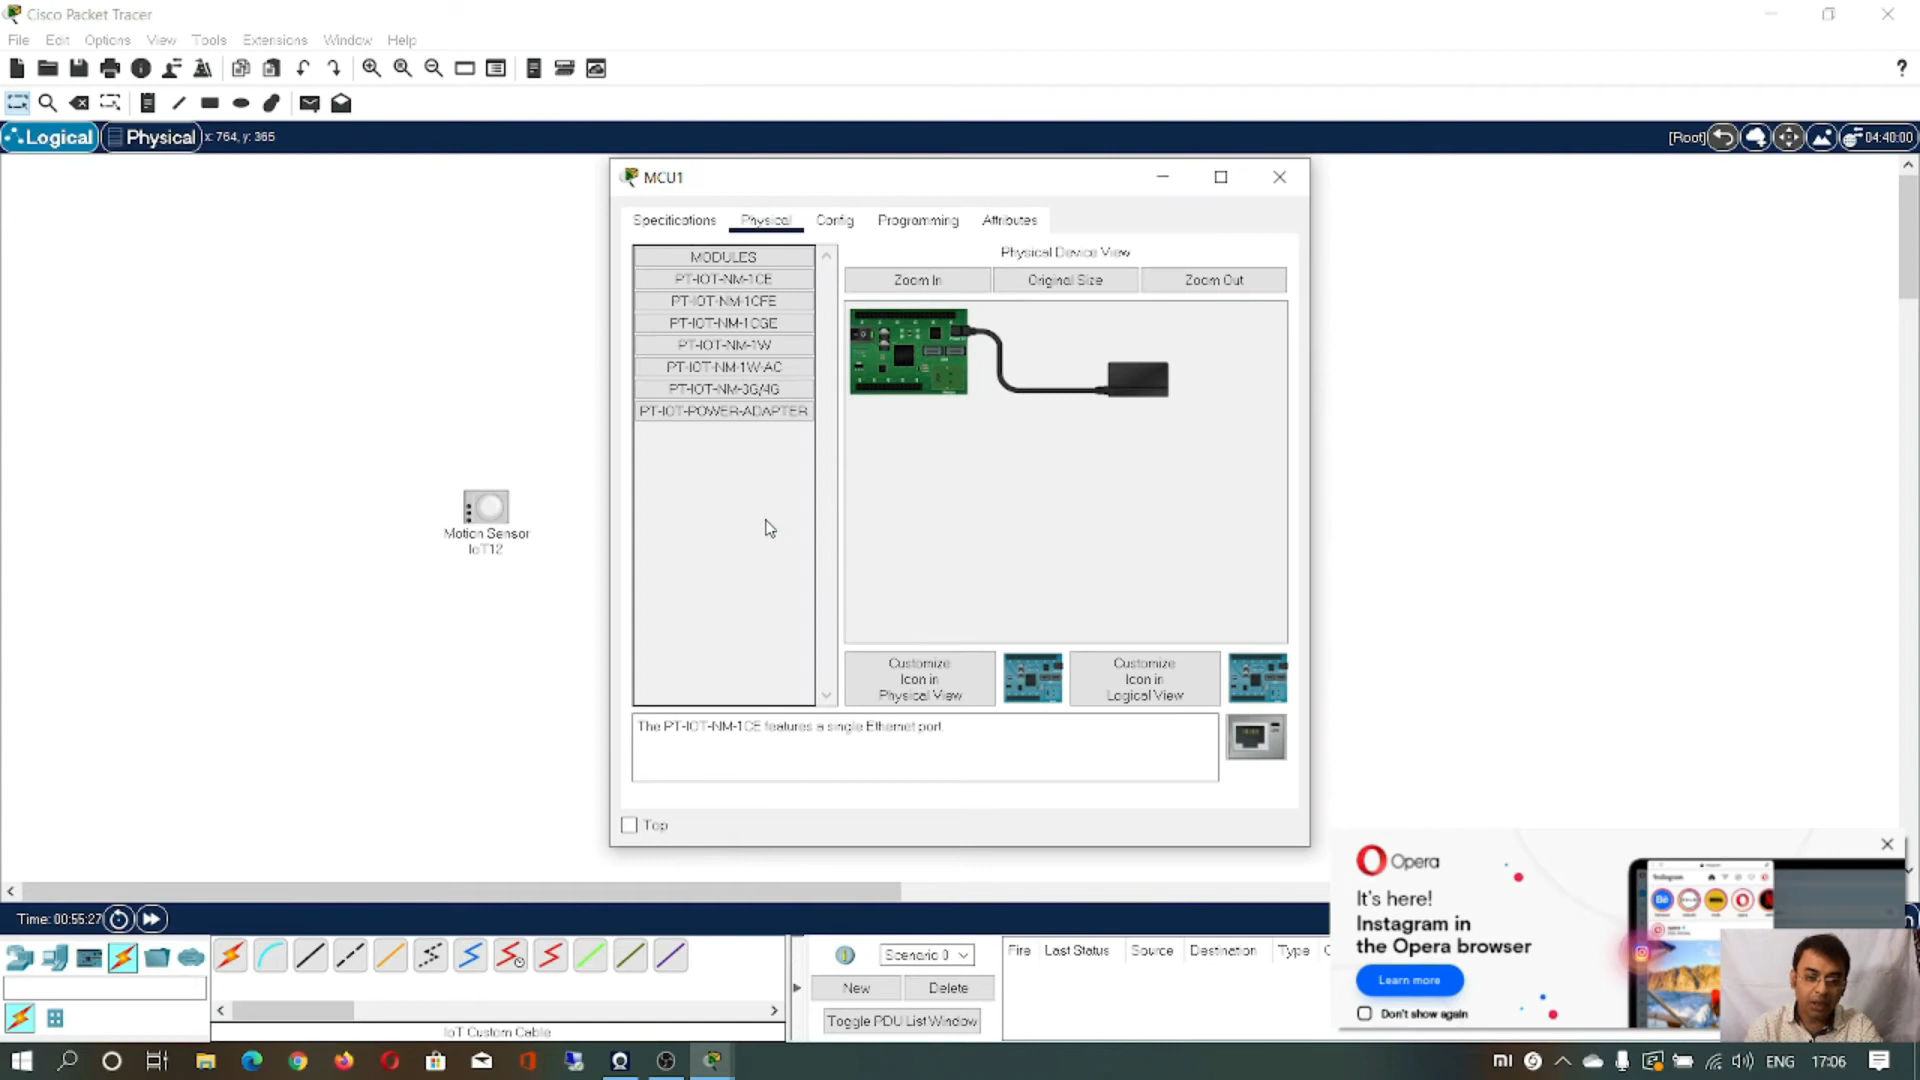 Cisco Packet Tracer
File Edit Options View Tools Extensions Window Help
?
Logical Physical x: 764, y: 365
[Root] 04:40:00
MCU1
Specifications Physical Config Programming Attributes
MODULES
PT-IOT-NM-1CE
PT-IOT-NM-1CFE
PT-IOT-NM-1CGE
PT-IOT-NM-1W
PT-IOT-NM-1W-AC
PT-IOT-NM-3G/4G
PT-IOT-POWER-ADAPTER
Physical Device View
Zoom In Original Size Zoom Out
Motion Sensor
IoT12
Customize
Icon in
Physical View
Customize
Icon in
Logical View
The PT-IOT-NM-1CE features a single Ethernet port.
Top
Opera
It's here!
Instagram in
the Opera browser
Learn more
Don't show again
Time: 00:55:27
Scenario 0
New Delete
Toggle PDU List Window
Fire Last Status Source Destination Type
IoT Custom Cable
ENG 17:06